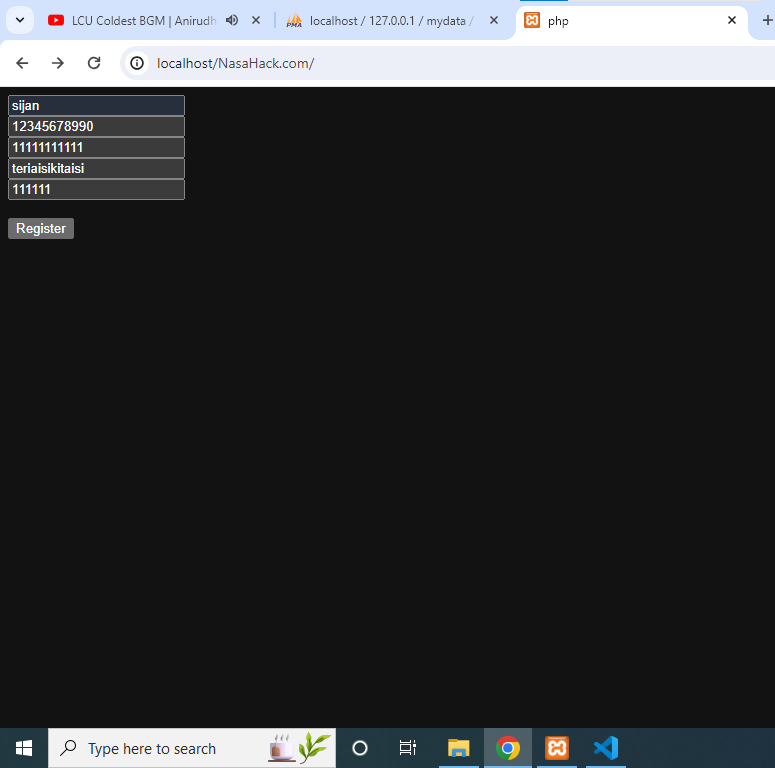 LCU Coldest BGM | Anirudh
PMA localhost / 127.0.0.1 / mydata /
php
localhost/NasaHack.com/
sijan
12345678990
11111111111
teriaisikitaisi
111111
Register
Type here to search